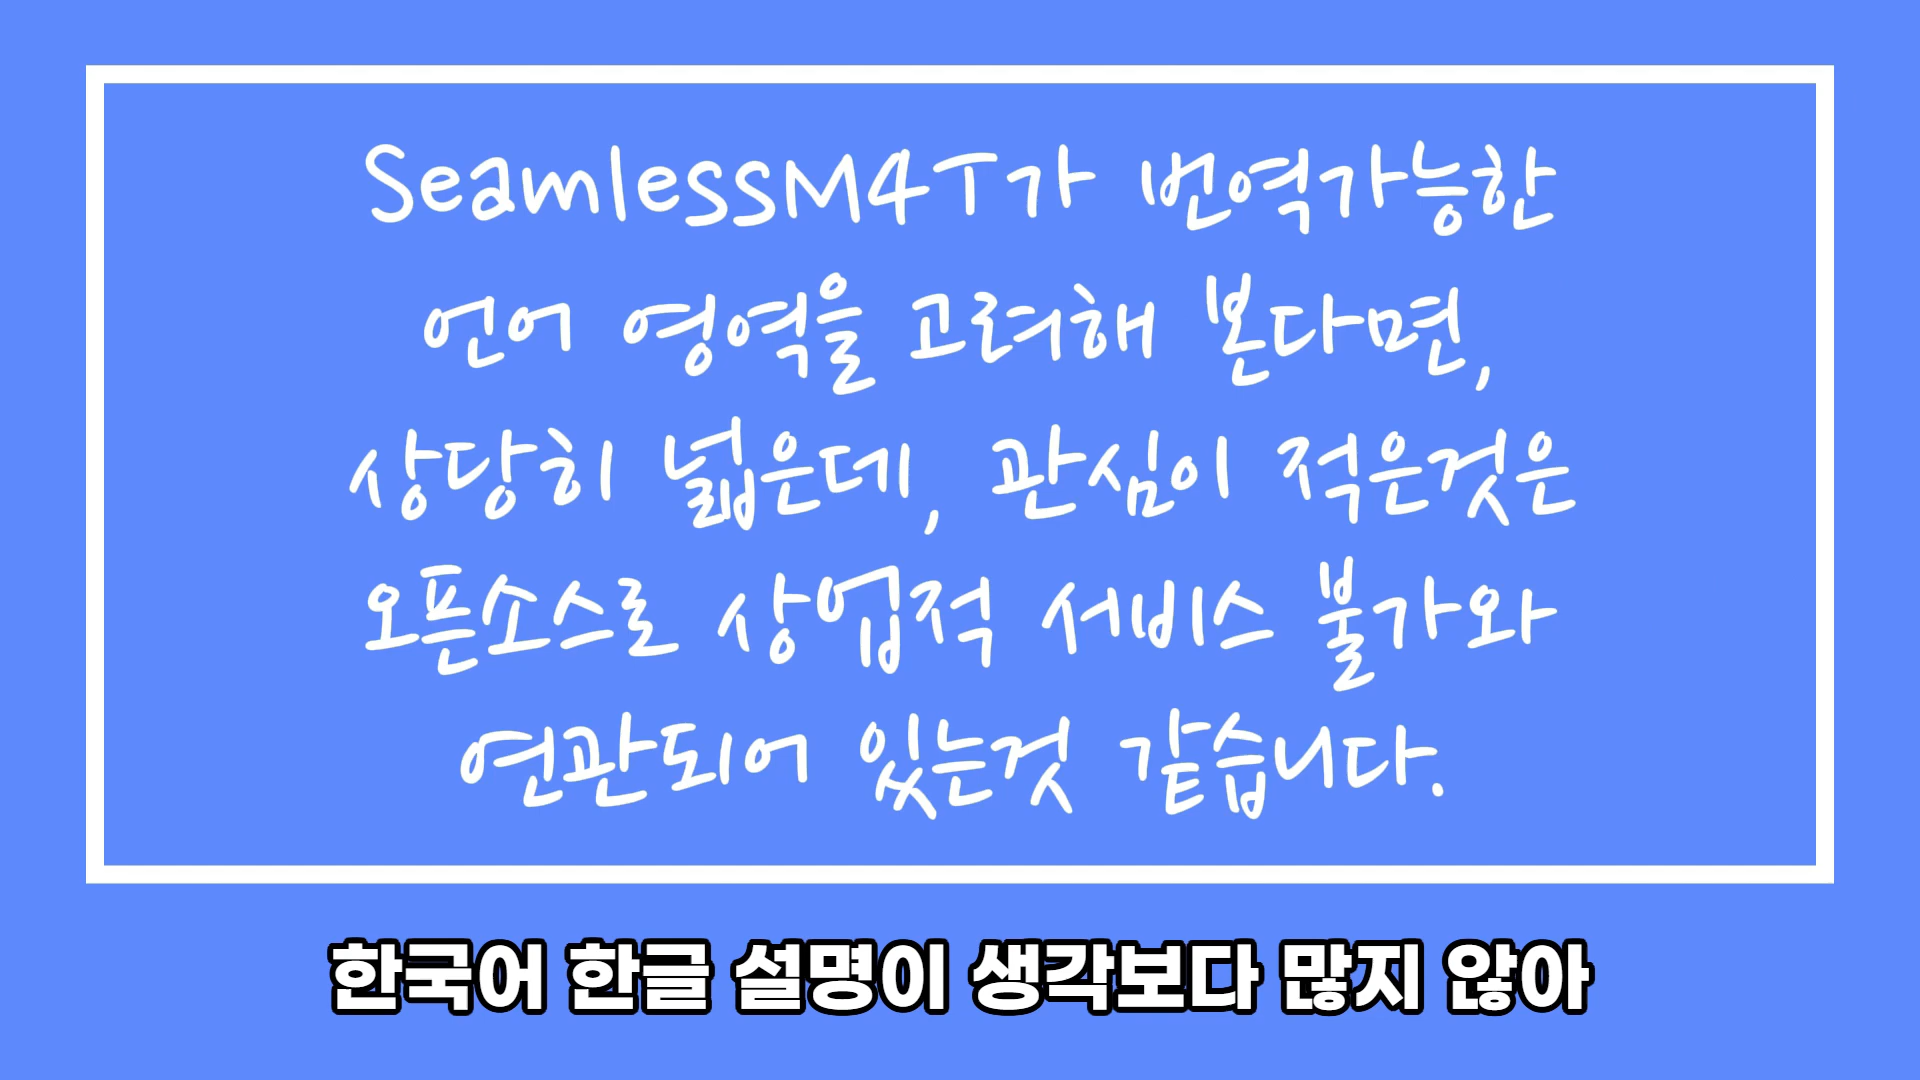 SeamlessM4T가 번역가능한
언어 영역을 고려해 본다면,
상당히 넓은데, 관심이 적은것은
오픈소스로 상업적 서비스 불가와
연관되어 있는것 같습니다.
한국어 한글 설명이 생각보다 많지 않아